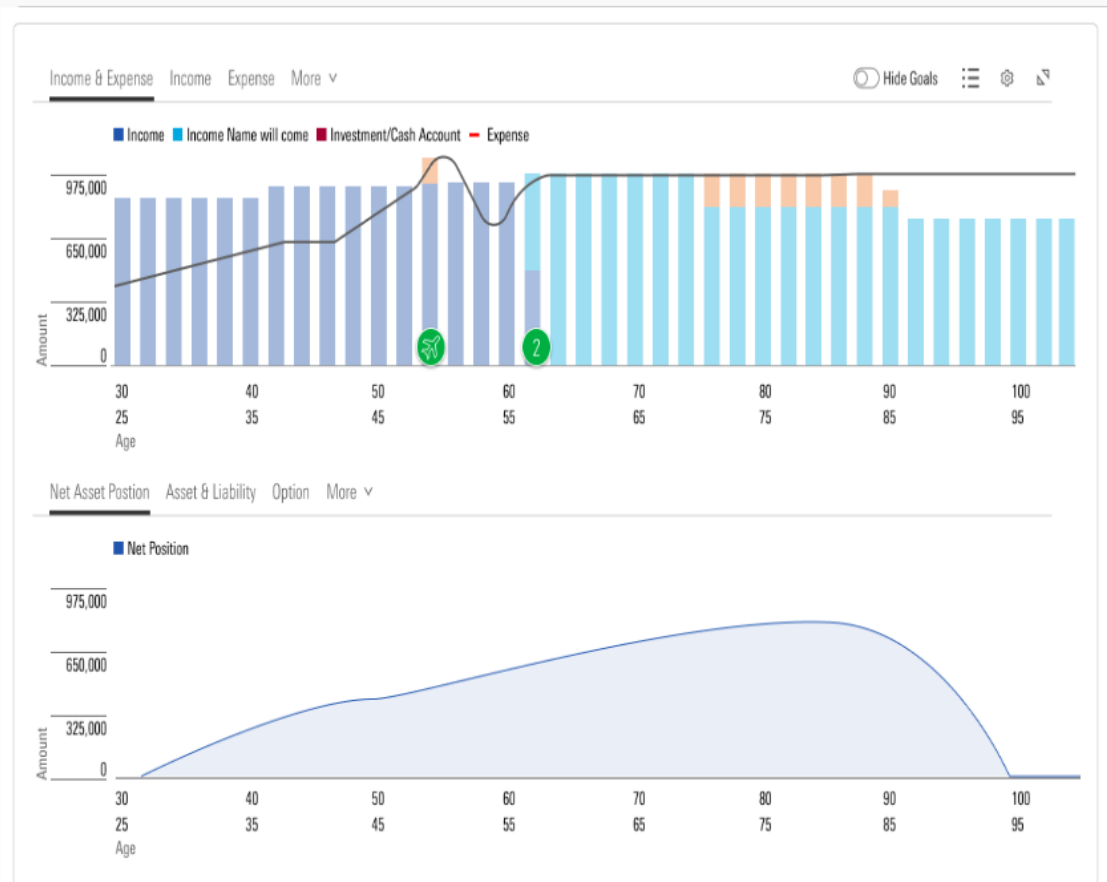 Income & Expense Income Expense More
Hide Goals
Income Income Name will come Investment/Cash Account Expense
975,000
650,000
325,000
0
Amount
2
30 40 50 60 70 80 90 100
25 35 45 55 65 75 85 95
Age
Net Asset Postion Asset & Liability Option More
Net Position
975,000
650,000
325,000
0
Amount
30 40 50 60 70 80 90 100
25 35 45 55 65 75 85 95
Age